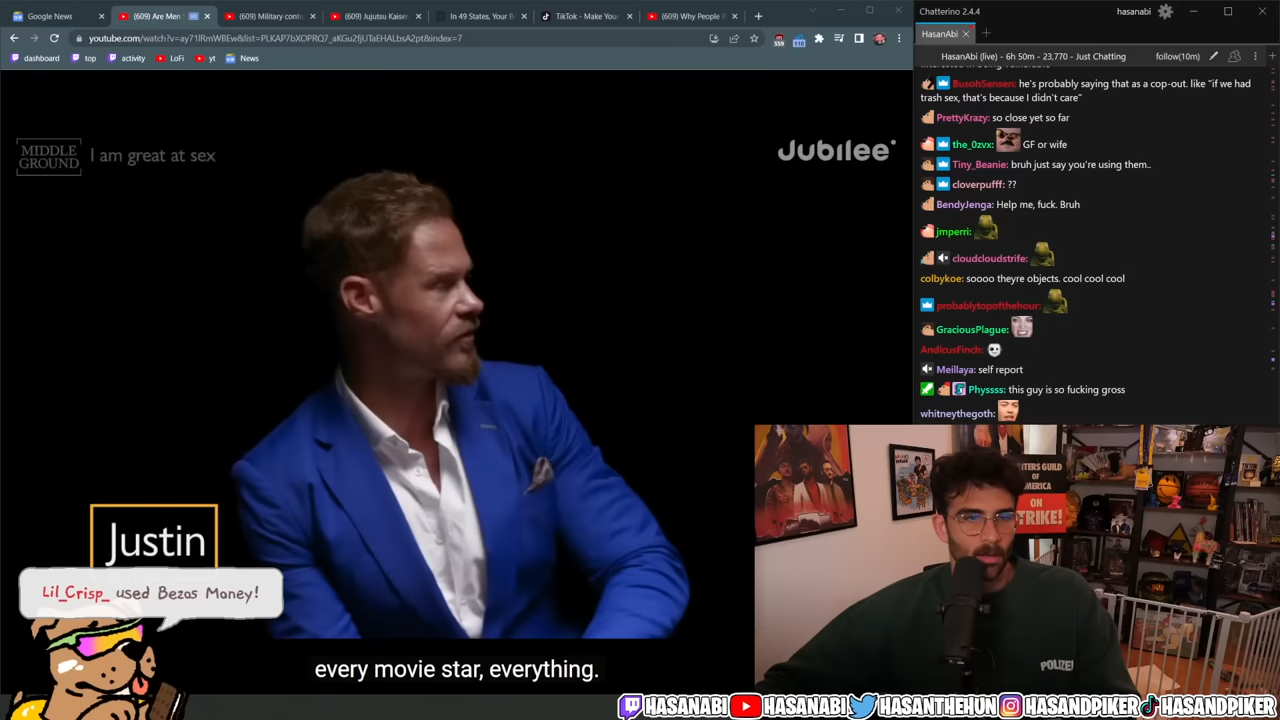 Google News
(609) Are Men
(609) Military contr
(609) Jujutsu Kaisen
In 49 States, Your B
TikTok - Make Your
(609) Why People F
youtube.com/watch?v=ay71lRmWBEw&list=PLKAP7bXOPRQ7_aKGu2fjUTaEHALbsA2pt&index=7
dashboard
top
activity
LoFi
yt
News
MIDDLE
GROUND
I am great at sex
Jubilee
Justin
Lil_Crisp_ used Bezos Money!
every movie star, everything.
Chatterino 2.4.4
hasanabi
HasanAbi
HasanAbi (live) - 6h 50m - 23,770 - Just Chatting
follow(10m)
BusohSensen: he's probably saying that as a cop-out. like "if we had
trash sex, that's because I didn't care"
PrettyKrazy: so close yet so far
the_0zvx: GF or wife
Tiny_Beanie: bruh just say you're using them..
cloverpufff: ??
BendyJenga: Help me, fuck. Bruh
jmperri:
cloudcloudstrife:
colbykoe: soooo theyre objects. cool cool cool
probablytopofthehour:
GraciousPlague:
AndicusFinch:
Meillaya: self report
Physsss: this guy is so fucking gross
whitneythegoth:
GUILD
OF
AMERICA
ON
STRIKE!
POLIZEI
HASANABI
HASANABI
HASANTHEHUN
HASANDPIKER
HASANDPIKER